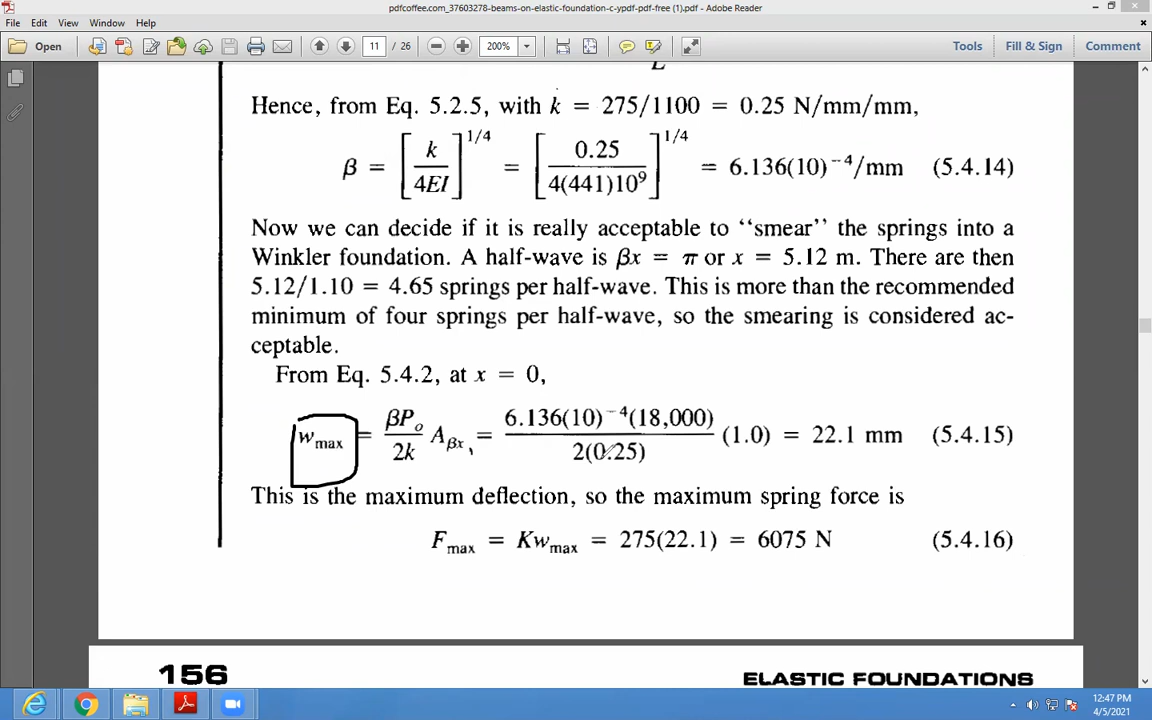 pdfcoffee.com_37603278-beams-on-elastic-foundation-c-ypdf-pdf-free (1).pdf - Adobe Reader
File Edit View Window Help
Open 11 / 26 200% Tools Fill & Sign Comment
L
Hence, from Eq. 5.2.5, with k = 275/1100 = 0.25 N/mm/mm,
β = [k/4EI]^1/4 = [0.25/4(441)10⁹]^1/4 = 6.136(10)⁻⁴/mm (5.4.14)
Now we can decide if it is really acceptable to ‘‘smear’’ the springs into a
Winkler foundation. A half-wave is βx = π or x = 5.12 m. There are then
5.12/1.10 = 4.65 springs per half-wave. This is more than the recommended
minimum of four springs per half-wave, so the smearing is considered ac-
ceptable.
From Eq. 5.4.2, at x = 0,
w_max = βP_o/2k A_βx, = 6.136(10)⁻⁴(18,000)/2(0.25) (1.0) = 22.1 mm (5.4.15)
This is the maximum deflection, so the maximum spring force is
F_max = Kw_max = 275(22.1) = 6075 N (5.4.16)
156 ELASTIC FOUNDATIONS
12:47 PM
4/5/2021